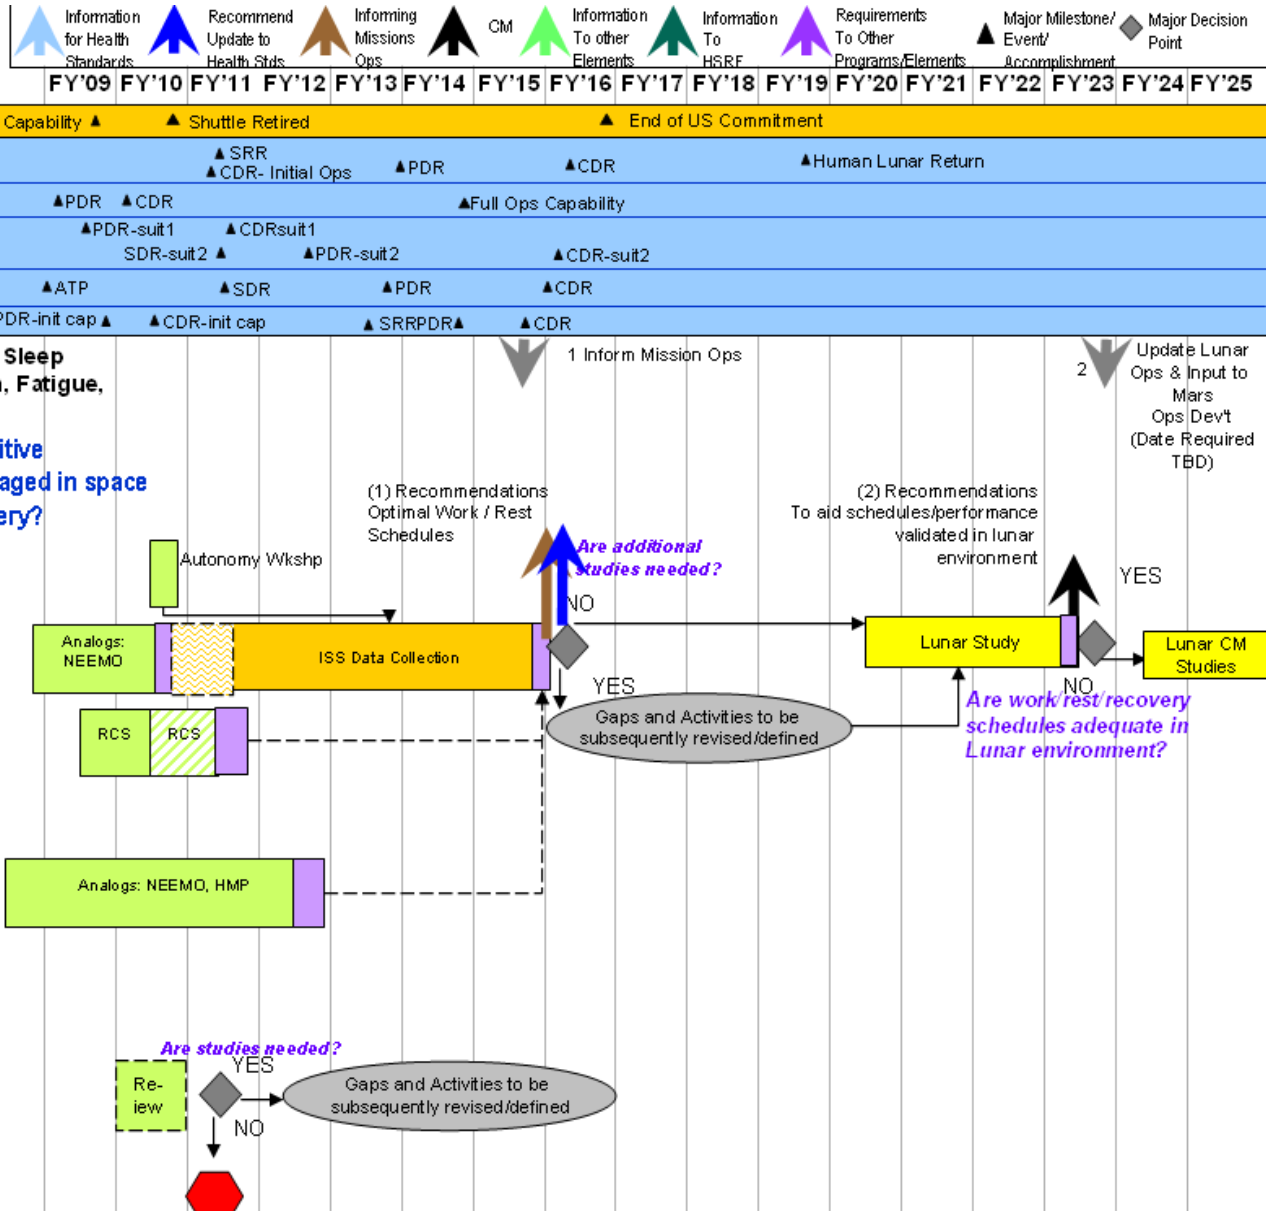 Information
for Health
Standards
Recommend
Update to
Health Stds
Informing
Missions
Ops
CM
Information
To other
Elements
Information
To
HSRF
Requirements
To Other
Programs/Elements
Major Milestone/
Event/
Accomplishment
Major Decision
Point
FY'09 FY'10 FY'11 FY'12 FY'13 FY'14 FY'15 FY'16 FY'17 FY'18 FY'19 FY'20 FY'21 FY'22 FY'23 FY'24 FY'25
Capability Shuttle Retired End of US Commitment
SRR
CDR- Initial Ops PDR CDR Human Lunar Return
PDR CDR Full Ops Capability
PDR-suit1 CDRsuit1
SDR-suit2 PDR-suit2 CDR-suit2
ATP SDR PDR CDR
PDR-init cap CDR-init cap SRR PDR CDR
Sleep
, Fatigue,
1 Inform Mission Ops
2
Update Lunar
Ops & Input to
Mars
Ops Dev't
(Date Required
TBD)
itive
aged in space
ery?
(1) Recommendations
Optimal Work / Rest
Schedules
(2) Recommendations
To aid schedules/performance
validated in lunar
environment
Autonomy Wkshp
Are additional
studies needed?
NO
YES
Analogs:
NEEMO
ISS Data Collection
Lunar Study
Lunar CM
Studies
YES
NO
RCS RCS
Gaps and Activities to be
subsequently revised/defined
Are work/rest/recovery
schedules adequate in
Lunar environment?
Analogs: NEEMO, HMP
Are studies needed?
YES
Re-
iew
Gaps and Activities to be
subsequently revised/defined
NO